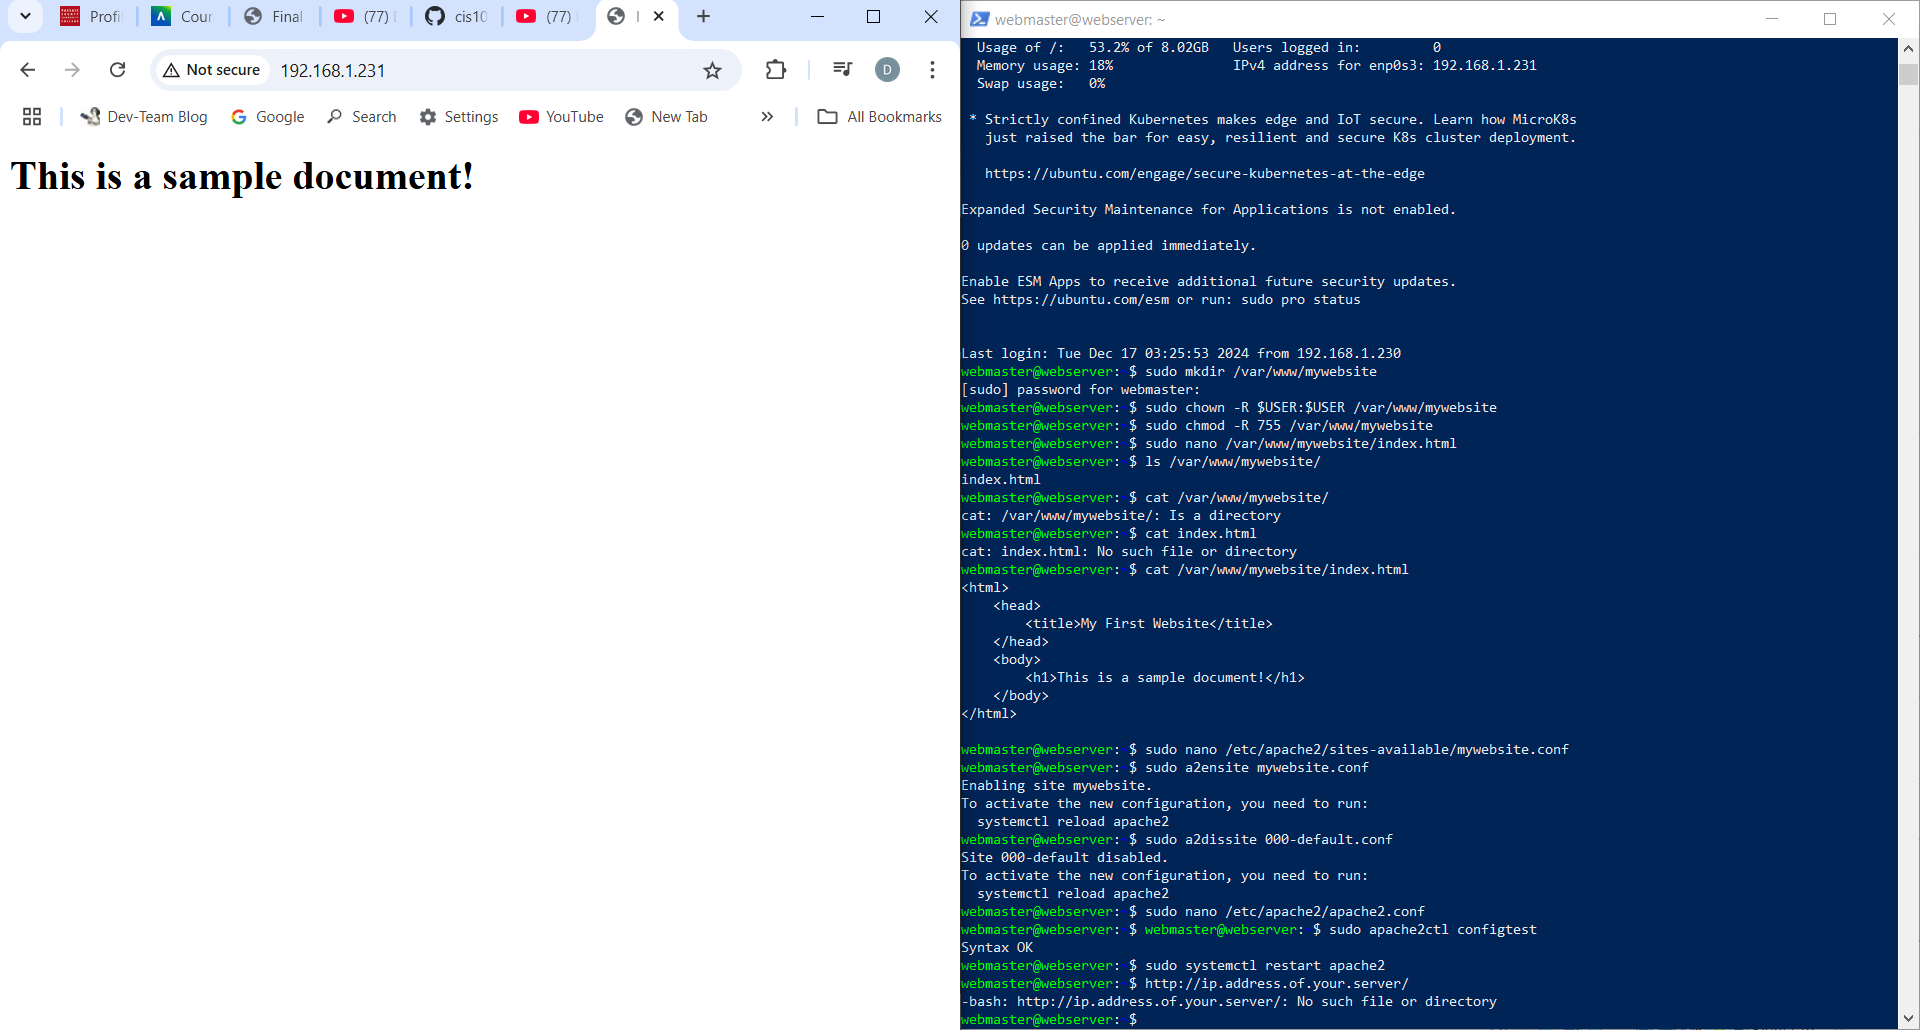 Profi
Cour
Final
(77)
cis10
(77)
Not secure
192.168.1.231
D
Dev-Team Blog
Google
Search
Settings
YouTube
New Tab
»
All Bookmarks
This is a sample document!
webmaster@webserver: ~
Usage of /:   53.2% of 8.02GB   Users logged in:         0
Memory usage: 18%               IPv4 address for enp0s3: 192.168.1.231
Swap usage:   0%
* Strictly confined Kubernetes makes edge and IoT secure. Learn how MicroK8s
just raised the bar for easy, resilient and secure K8s cluster deployment.
https://ubuntu.com/engage/secure-kubernetes-at-the-edge
Expanded Security Maintenance for Applications is not enabled.
0 updates can be applied immediately.
Enable ESM Apps to receive additional future security updates.
See https://ubuntu.com/esm or run: sudo pro status
Last login: Tue Dec 17 03:25:53 2024 from 192.168.1.230
webmaster@webserver:~$ sudo mkdir /var/www/mywebsite
[sudo] password for webmaster:
webmaster@webserver:~$ sudo chown -R $USER:$USER /var/www/mywebsite
webmaster@webserver:~$ sudo chmod -R 755 /var/www/mywebsite
webmaster@webserver:~$ sudo nano /var/www/mywebsite/index.html
webmaster@webserver:~$ ls /var/www/mywebsite/
index.html
webmaster@webserver:~$ cat /var/www/mywebsite/
cat: /var/www/mywebsite/: Is a directory
webmaster@webserver:~$ cat index.html
cat: index.html: No such file or directory
webmaster@webserver:~$ cat /var/www/mywebsite/index.html
<html>
    <head>
        <title>My First Website</title>
    </head>
    <body>
        <h1>This is a sample document!</h1>
    </body>
</html>
webmaster@webserver:~$ sudo nano /etc/apache2/sites-available/mywebsite.conf
webmaster@webserver:~$ sudo a2ensite mywebsite.conf
Enabling site mywebsite.
To activate the new configuration, you need to run:
  systemctl reload apache2
webmaster@webserver:~$ sudo a2dissite 000-default.conf
Site 000-default disabled.
To activate the new configuration, you need to run:
  systemctl reload apache2
webmaster@webserver:~$ sudo nano /etc/apache2/apache2.conf
webmaster@webserver:~$ webmaster@webserver:~$ sudo apache2ctl configtest
Syntax OK
webmaster@webserver:~$ sudo systemctl restart apache2
webmaster@webserver:~$ http://ip.address.of.your.server/
-bash: http://ip.address.of.your.server/: No such file or directory
webmaster@webserver:~$